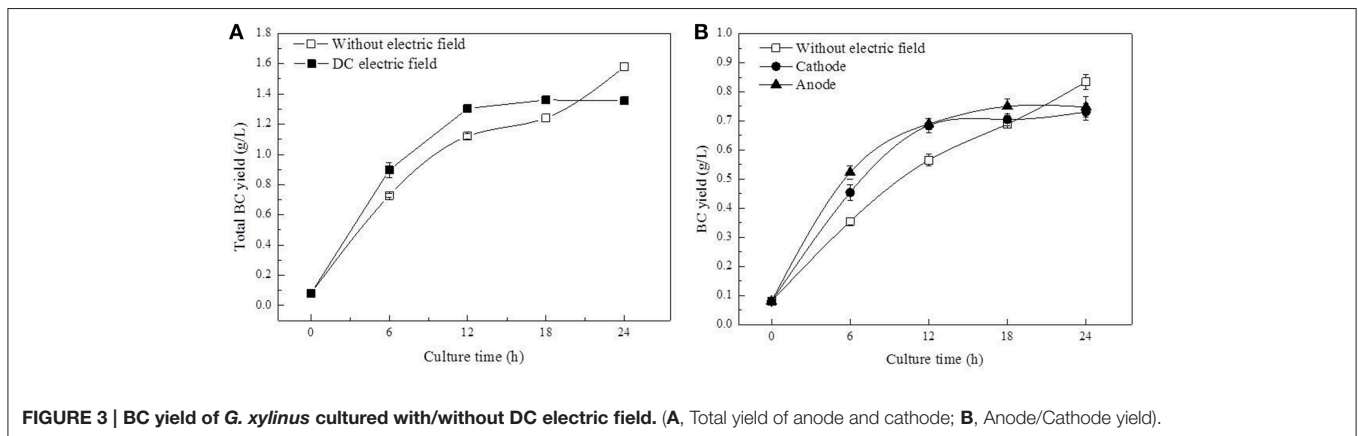 A
Without electric field
DC electric field
Total BC yield (g/L)
1.8
1.6
1.4
1.2
1.0
0.8
0.6
0.4
0.2
0.0
0 6 12 18 24
Culture time (h)
B
Without electric field
Cathode
Anode
BC yield (g/L)
1.0
0.9
0.8
0.7
0.6
0.5
0.4
0.3
0.2
0.1
0.0
0 6 12 18 24
Culture time (h)
FIGURE 3 | BC yield of G. xylinus cultured with/without DC electric field. (A, Total yield of anode and cathode; B, Anode/Cathode yield).